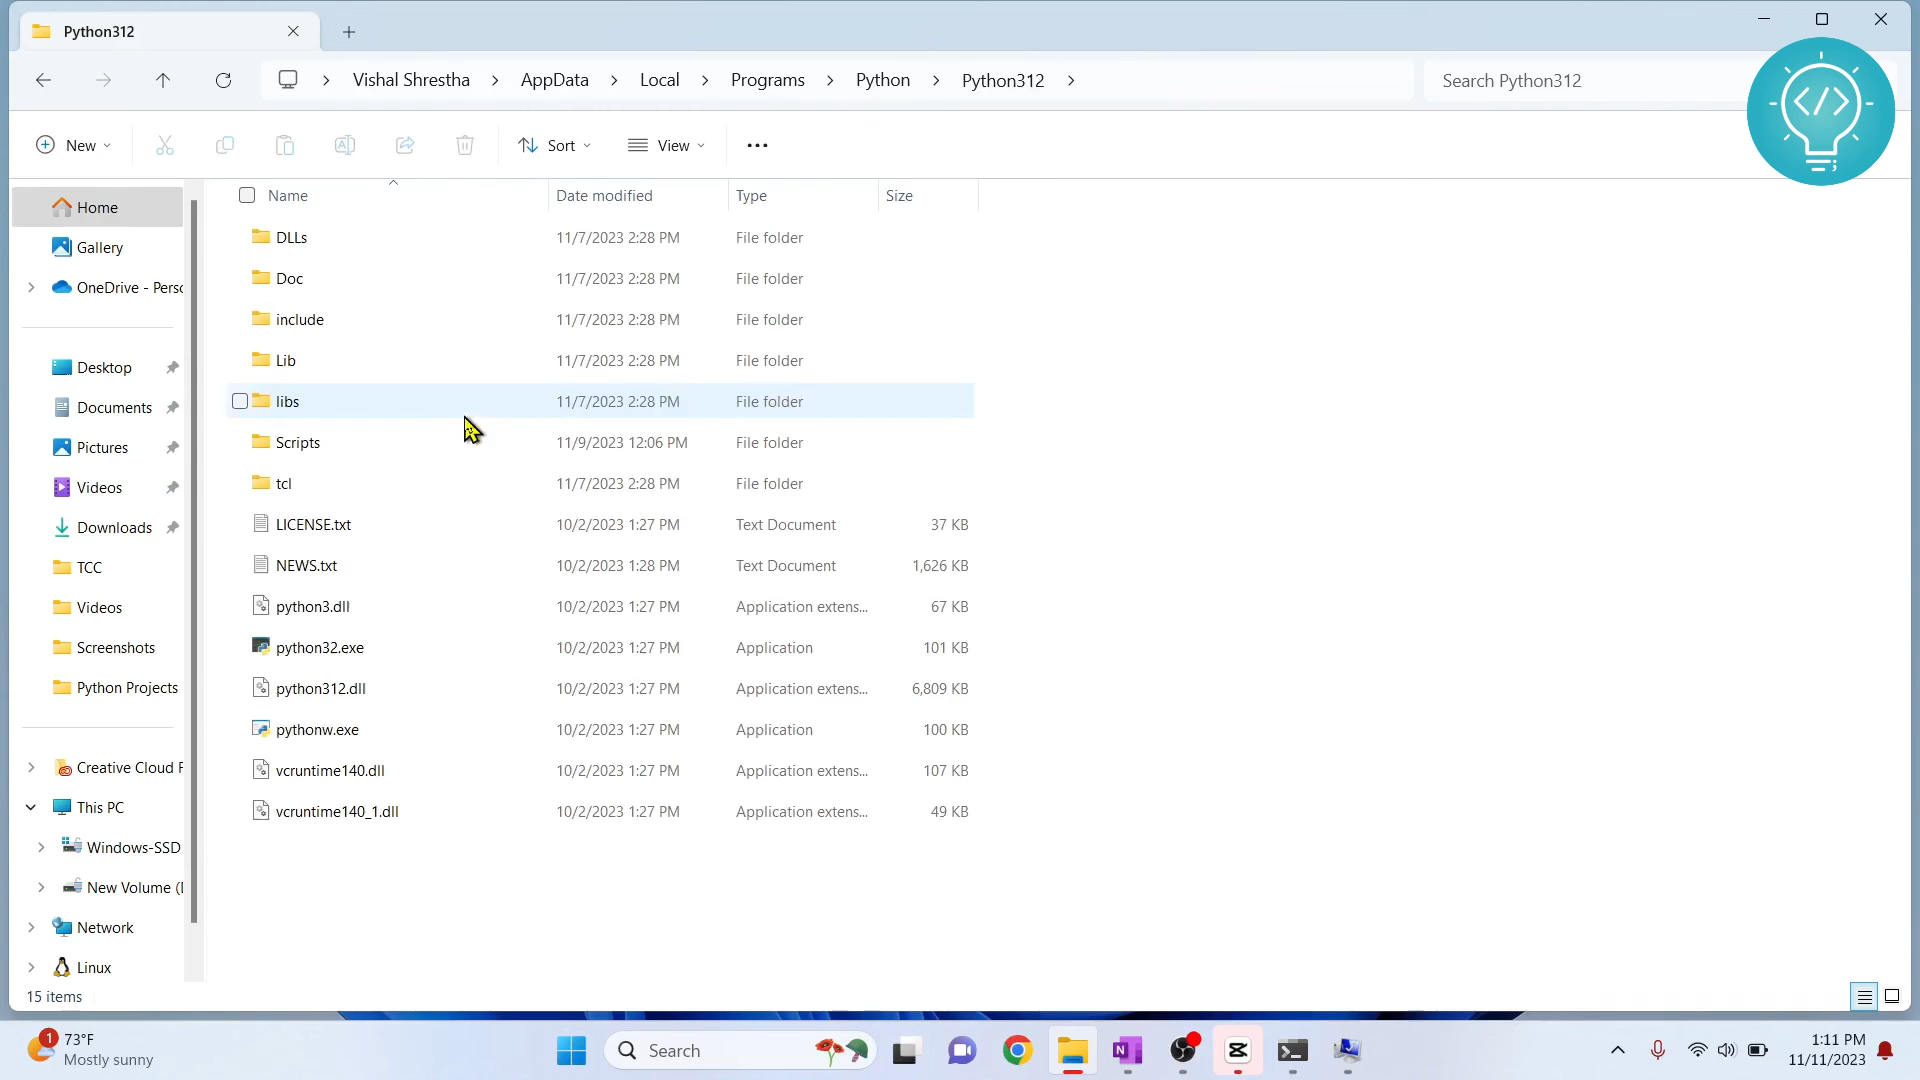 Python312
Vishal Shrestha > AppData > Local > Programs > Python > Python312 >
Search Python312
New
Sort
View
</>
;
Name
Date modified
Type
Size
Home
Gallery
OneDrive - Perso
Desktop
Documents
Pictures
Videos
Downloads
TCC
Videos
Screenshots
Python Projects
Creative Cloud F
This PC
Windows-SSD
New Volume (D
Network
Linux
DLLs 11/7/2023 2:28 PM File folder
Doc 11/7/2023 2:28 PM File folder
include 11/7/2023 2:28 PM File folder
Lib 11/7/2023 2:28 PM File folder
libs 11/7/2023 2:28 PM File folder
Scripts 11/9/2023 12:06 PM File folder
tcl 11/7/2023 2:28 PM File folder
LICENSE.txt 10/2/2023 1:27 PM Text Document 37 KB
NEWS.txt 10/2/2023 1:28 PM Text Document 1,626 KB
python3.dll 10/2/2023 1:27 PM Application extens... 67 KB
python32.exe 10/2/2023 1:27 PM Application 101 KB
python312.dll 10/2/2023 1:27 PM Application extens... 6,809 KB
pythonw.exe 10/2/2023 1:27 PM Application 100 KB
vcruntime140.dll 10/2/2023 1:27 PM Application extens... 107 KB
vcruntime140_1.dll 10/2/2023 1:27 PM Application extens... 49 KB
15 items
1
73°F
Mostly sunny
Search
1:11 PM
11/11/2023